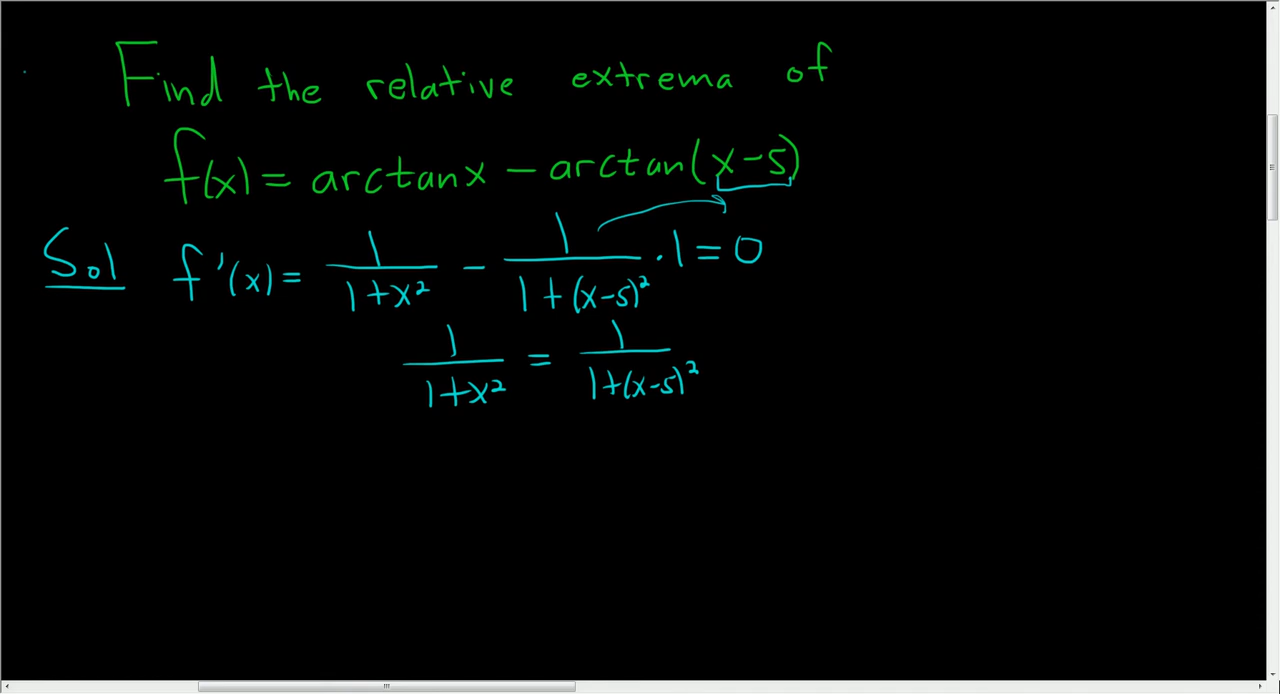 Find the relative extrema of
f(x) = arctanx - arctan(x-5)
Sol f'(x) = 1/(1+x²) - 1/(1+(x-5)²) · 1 = 0
1/(1+x²) = 1/(1+(x-5)²)